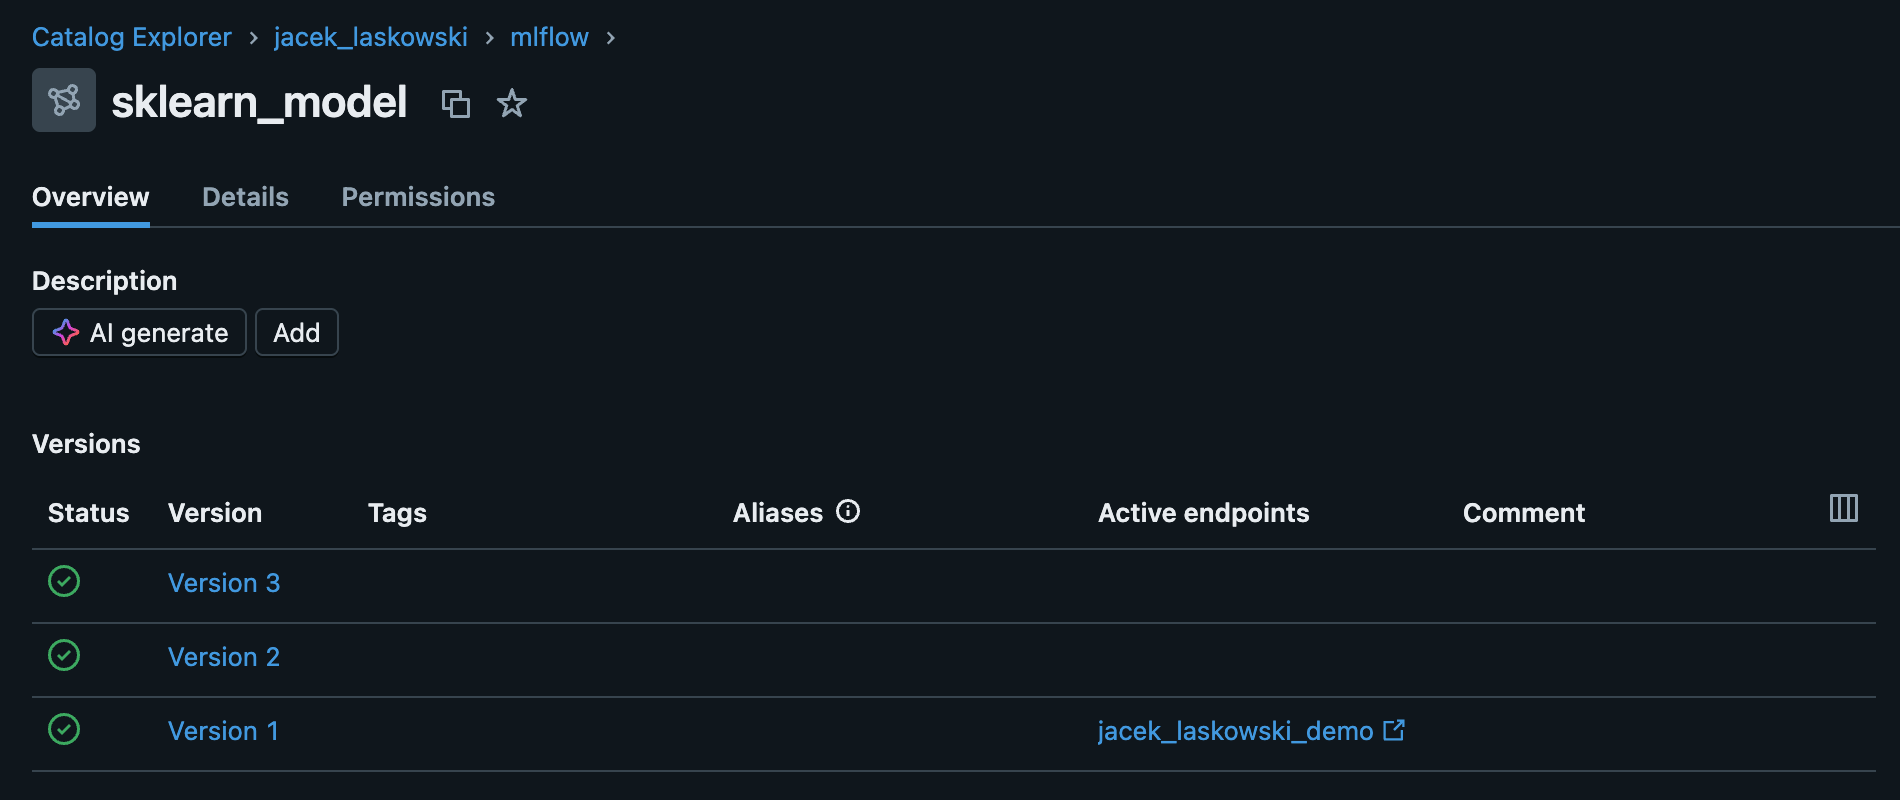 Catalog Explorer > jacek_laskowski > mlflow >
sklearn_model
Overview Details Permissions
Description
AI generate Add
Versions
Status Version Tags Aliases Active endpoints Comment
Version 3
Version 2
Version 1 jacek_laskowski_demo